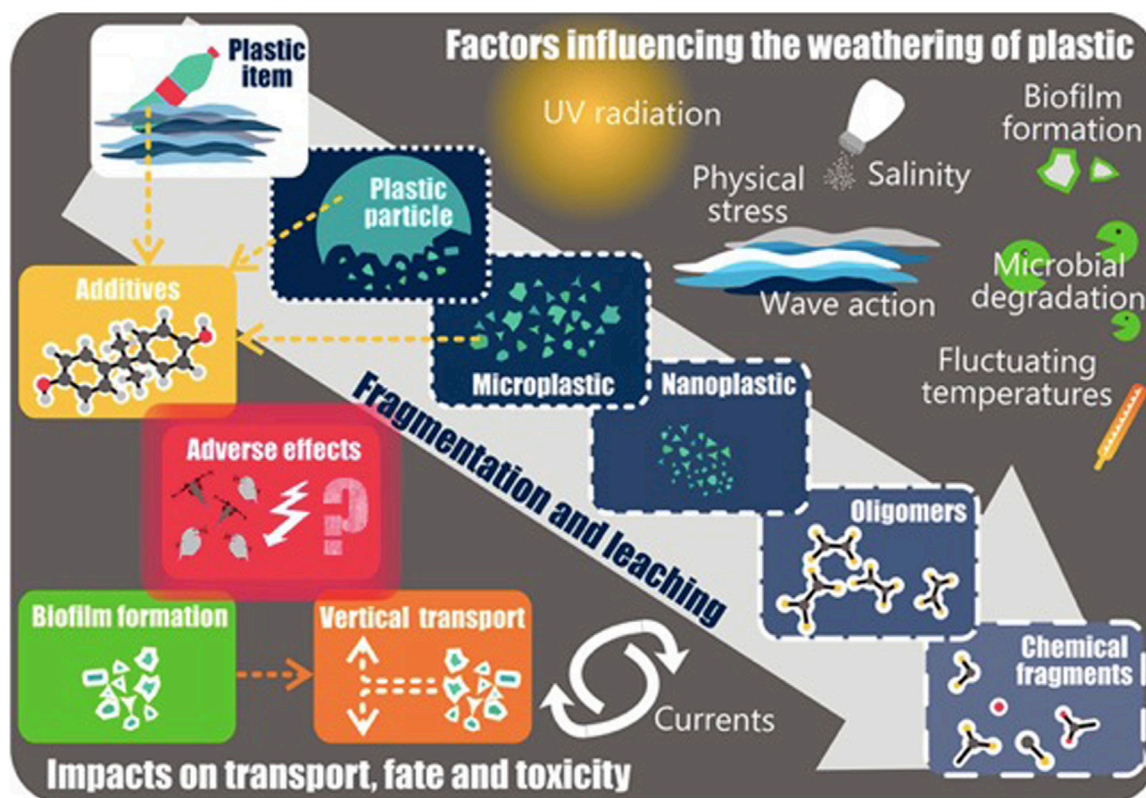 Plastic
item
Factors influencing the weathering of plastic
UV radiation
Salinity
Physical
stress
Wave action
Biofilm
formation
Microbial
degradation
Fluctuating
temperatures
Plastic
particle
Additives
Microplastic
Nanoplastic
Fragmentation and leaching
Adverse effects
?
Oligomers
Biofilm formation
Vertical transport
Currents
Chemical
fragments
Impacts on transport, fate and toxicity